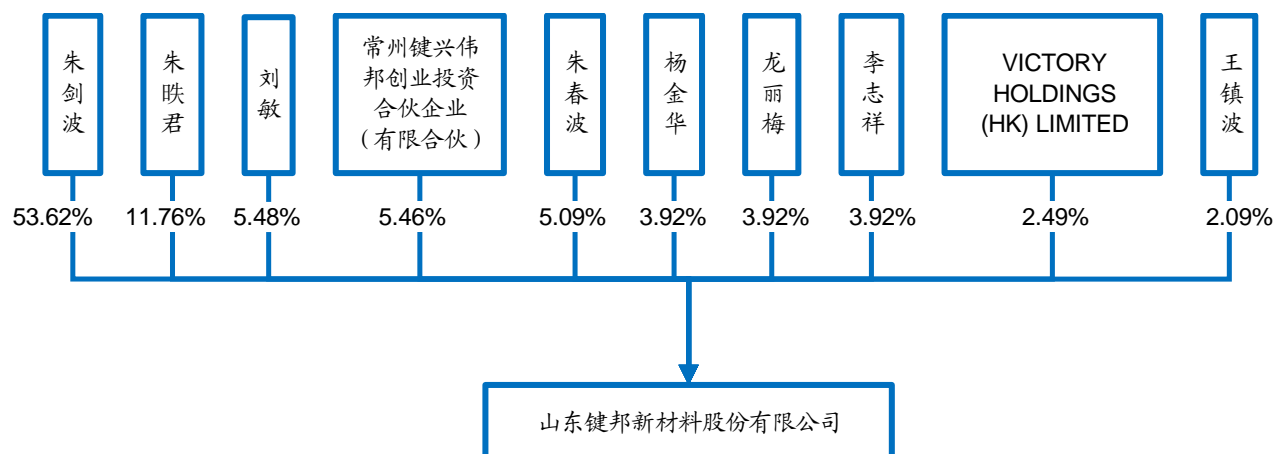 朱剑波
朱昳君
刘敏
常州键兴伟
邦创业投资
合伙企业
（有限合伙）
朱春波
杨金华
龙丽梅
李志祥
VICTORY
HOLDINGS
(HK) LIMITED
王镇波
53.62%
11.76%
5.48%
5.46%
5.09%
3.92%
3.92%
3.92%
2.49%
2.09%
山东键邦新材料股份有限公司